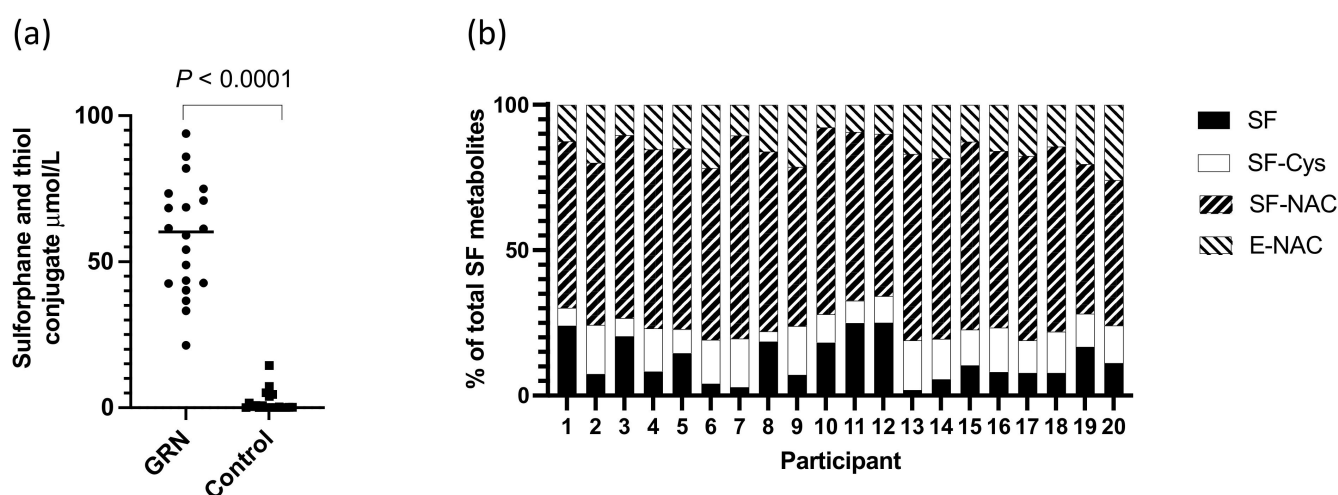 (a)
P < 0.0001
Sulforphane and thiol
conjugate μmol/L
100
50
0
GRN
Control
(b)
% of total SF metabolites
100
50
0
1 2 3 4 5 6 7 8 9 10 11 12 13 14 15 16 17 18 19 20
Participant
SF
SF-Cys
SF-NAC
E-NAC